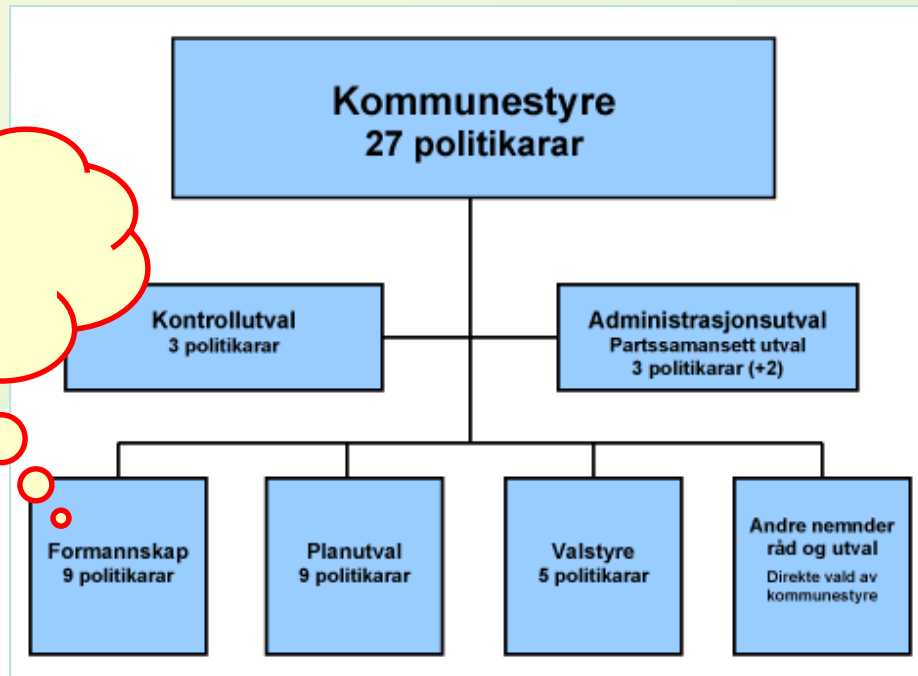 Kommunestyre
27 politikarar
Kontrollutval
3 politikarar
Administrasjonsutval
Partssamansett utval
3 politikarar (+2)
Formannskap
9 politikarar
Planutval
9 politikarar
Valstyre
5 politikarar
Andre nemnder
råd og utval
Direkte vald av
kommunestyre